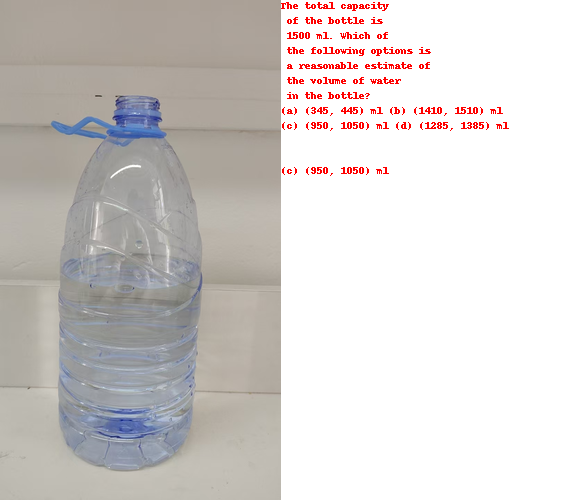 The total capacity
of the bottle is
1500 ml. Which of
the following options is
a reasonable estimate of
the volume of water
in the bottle?
(a) (345, 445) ml (b) (1410, 1510) ml
(c) (950, 1050) ml (d) (1285, 1385) ml
(c) (950, 1050) ml